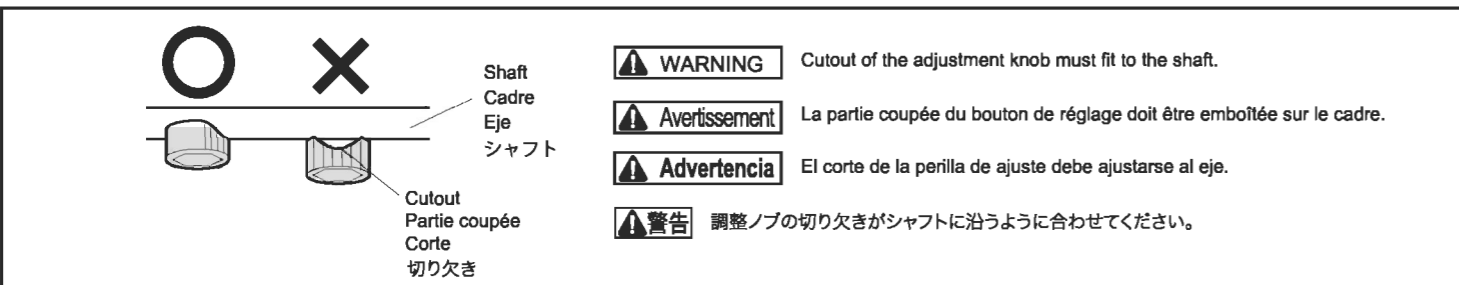 Shaft
Cadre
Eje
シャフト
Cutout
Partie coupée
Corte
切り欠き
WARNING Cutout of the adjustment knob must fit to the shaft.
Avertissement La partie coupée du bouton de réglage doit être emboîtée sur le cadre.
Advertencia El corte de la perilla de ajuste debe ajustarse al eje.
警告 調整ノブの切り欠きがシャフトに沿うように合わせてください。